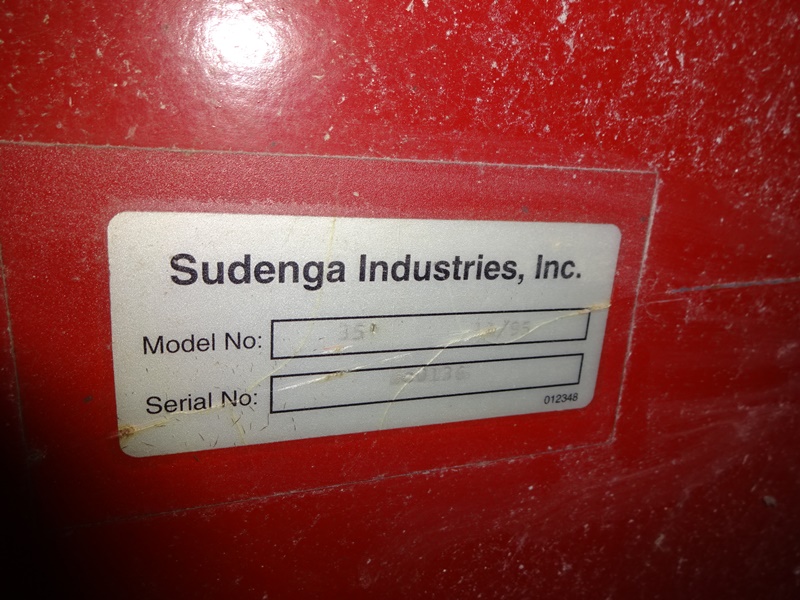 Sudenga Industries, Inc.
Model No:
Serial No:
012348